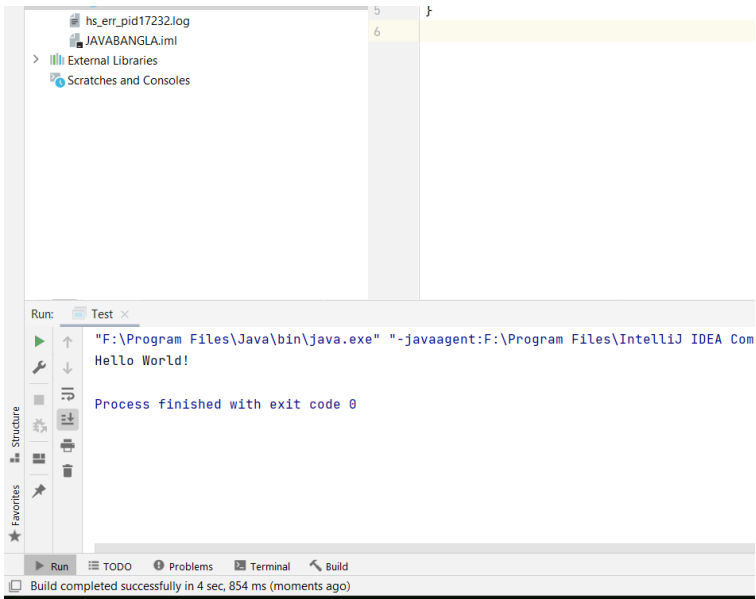 hs_err_pid17232.log
JAVABANGLA.iml
External Libraries
Scratches and Consoles
5 }
6
Run: Test
"F:\Program Files\Java\bin\java.exe" "-javaagent:F:\Program Files\IntelliJ IDEA Com
Hello World!
Process finished with exit code 0
Structure
Favorites
Run TODO Problems Terminal Build
Build completed successfully in 4 sec, 854 ms (moments ago)